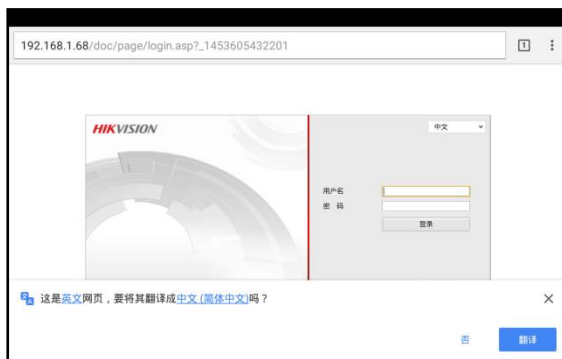 192.168.1.68/doc/page/login.asp?_1453605432201
1
HIKVISION
中文
用户名
密 码
登录
这是英文网页，要将其翻译成中文 (简体中文)吗？
否
翻译